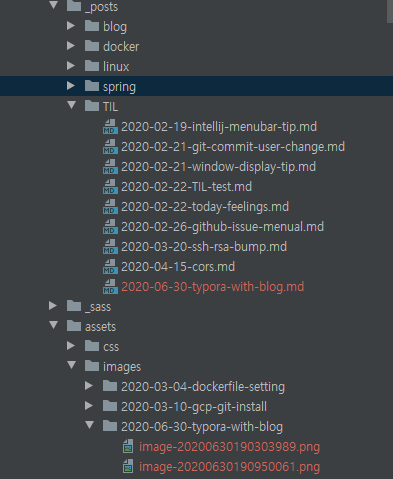 _posts
blog
docker
linux
spring
TIL
2020-02-19-intellij-menubar-tip.md
2020-02-21-git-commit-user-change.md
2020-02-21-window-display-tip.md
2020-02-22-TIL-test.md
2020-02-22-today-feelings.md
2020-02-26-github-issue-menual.md
2020-03-20-ssh-rsa-bump.md
2020-04-15-cors.md
2020-06-30-typora-with-blog.md
_sass
assets
css
images
2020-03-04-dockerfile-setting
2020-03-10-gcp-git-install
2020-06-30-typora-with-blog
image-20200630190303989.png
image-20200630190950061.png